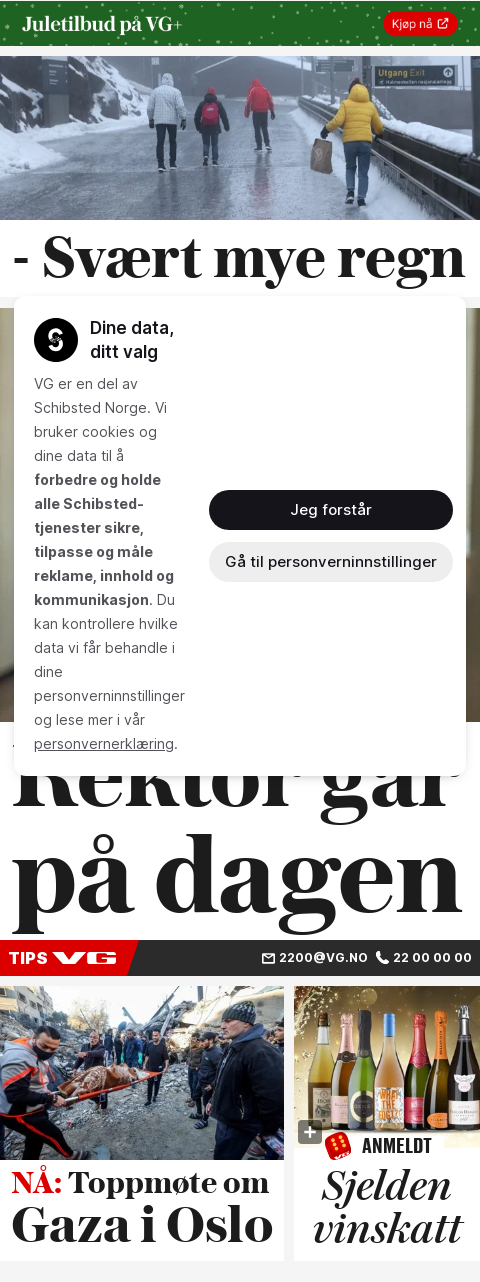 Juletilbud på VG+
Kjøp nå
Utgang Exit
- Svært mye regn
Dine data,
ditt valg
VG er en del av
Schibsted Norge. Vi
bruker cookies og
dine data til å
forbedre og holde
alle Schibsted-
tjenester sikre,
tilpasse og måle
reklame, innhold og
kommunikasjon. Du
kan kontrollere hvilke
data vi får behandle i
dine
personverninnstillinger
og lese mer i vår
personvernerklæring.
Jeg forstår
Gå til personverninnstillinger
Rektor går
på dagen
TIPS VG
2200@VG.NO 22 00 00 00
NÅ: Toppmøte om
Gaza i Oslo
+
VG
ANMELDT
Sjelden
vinskatt